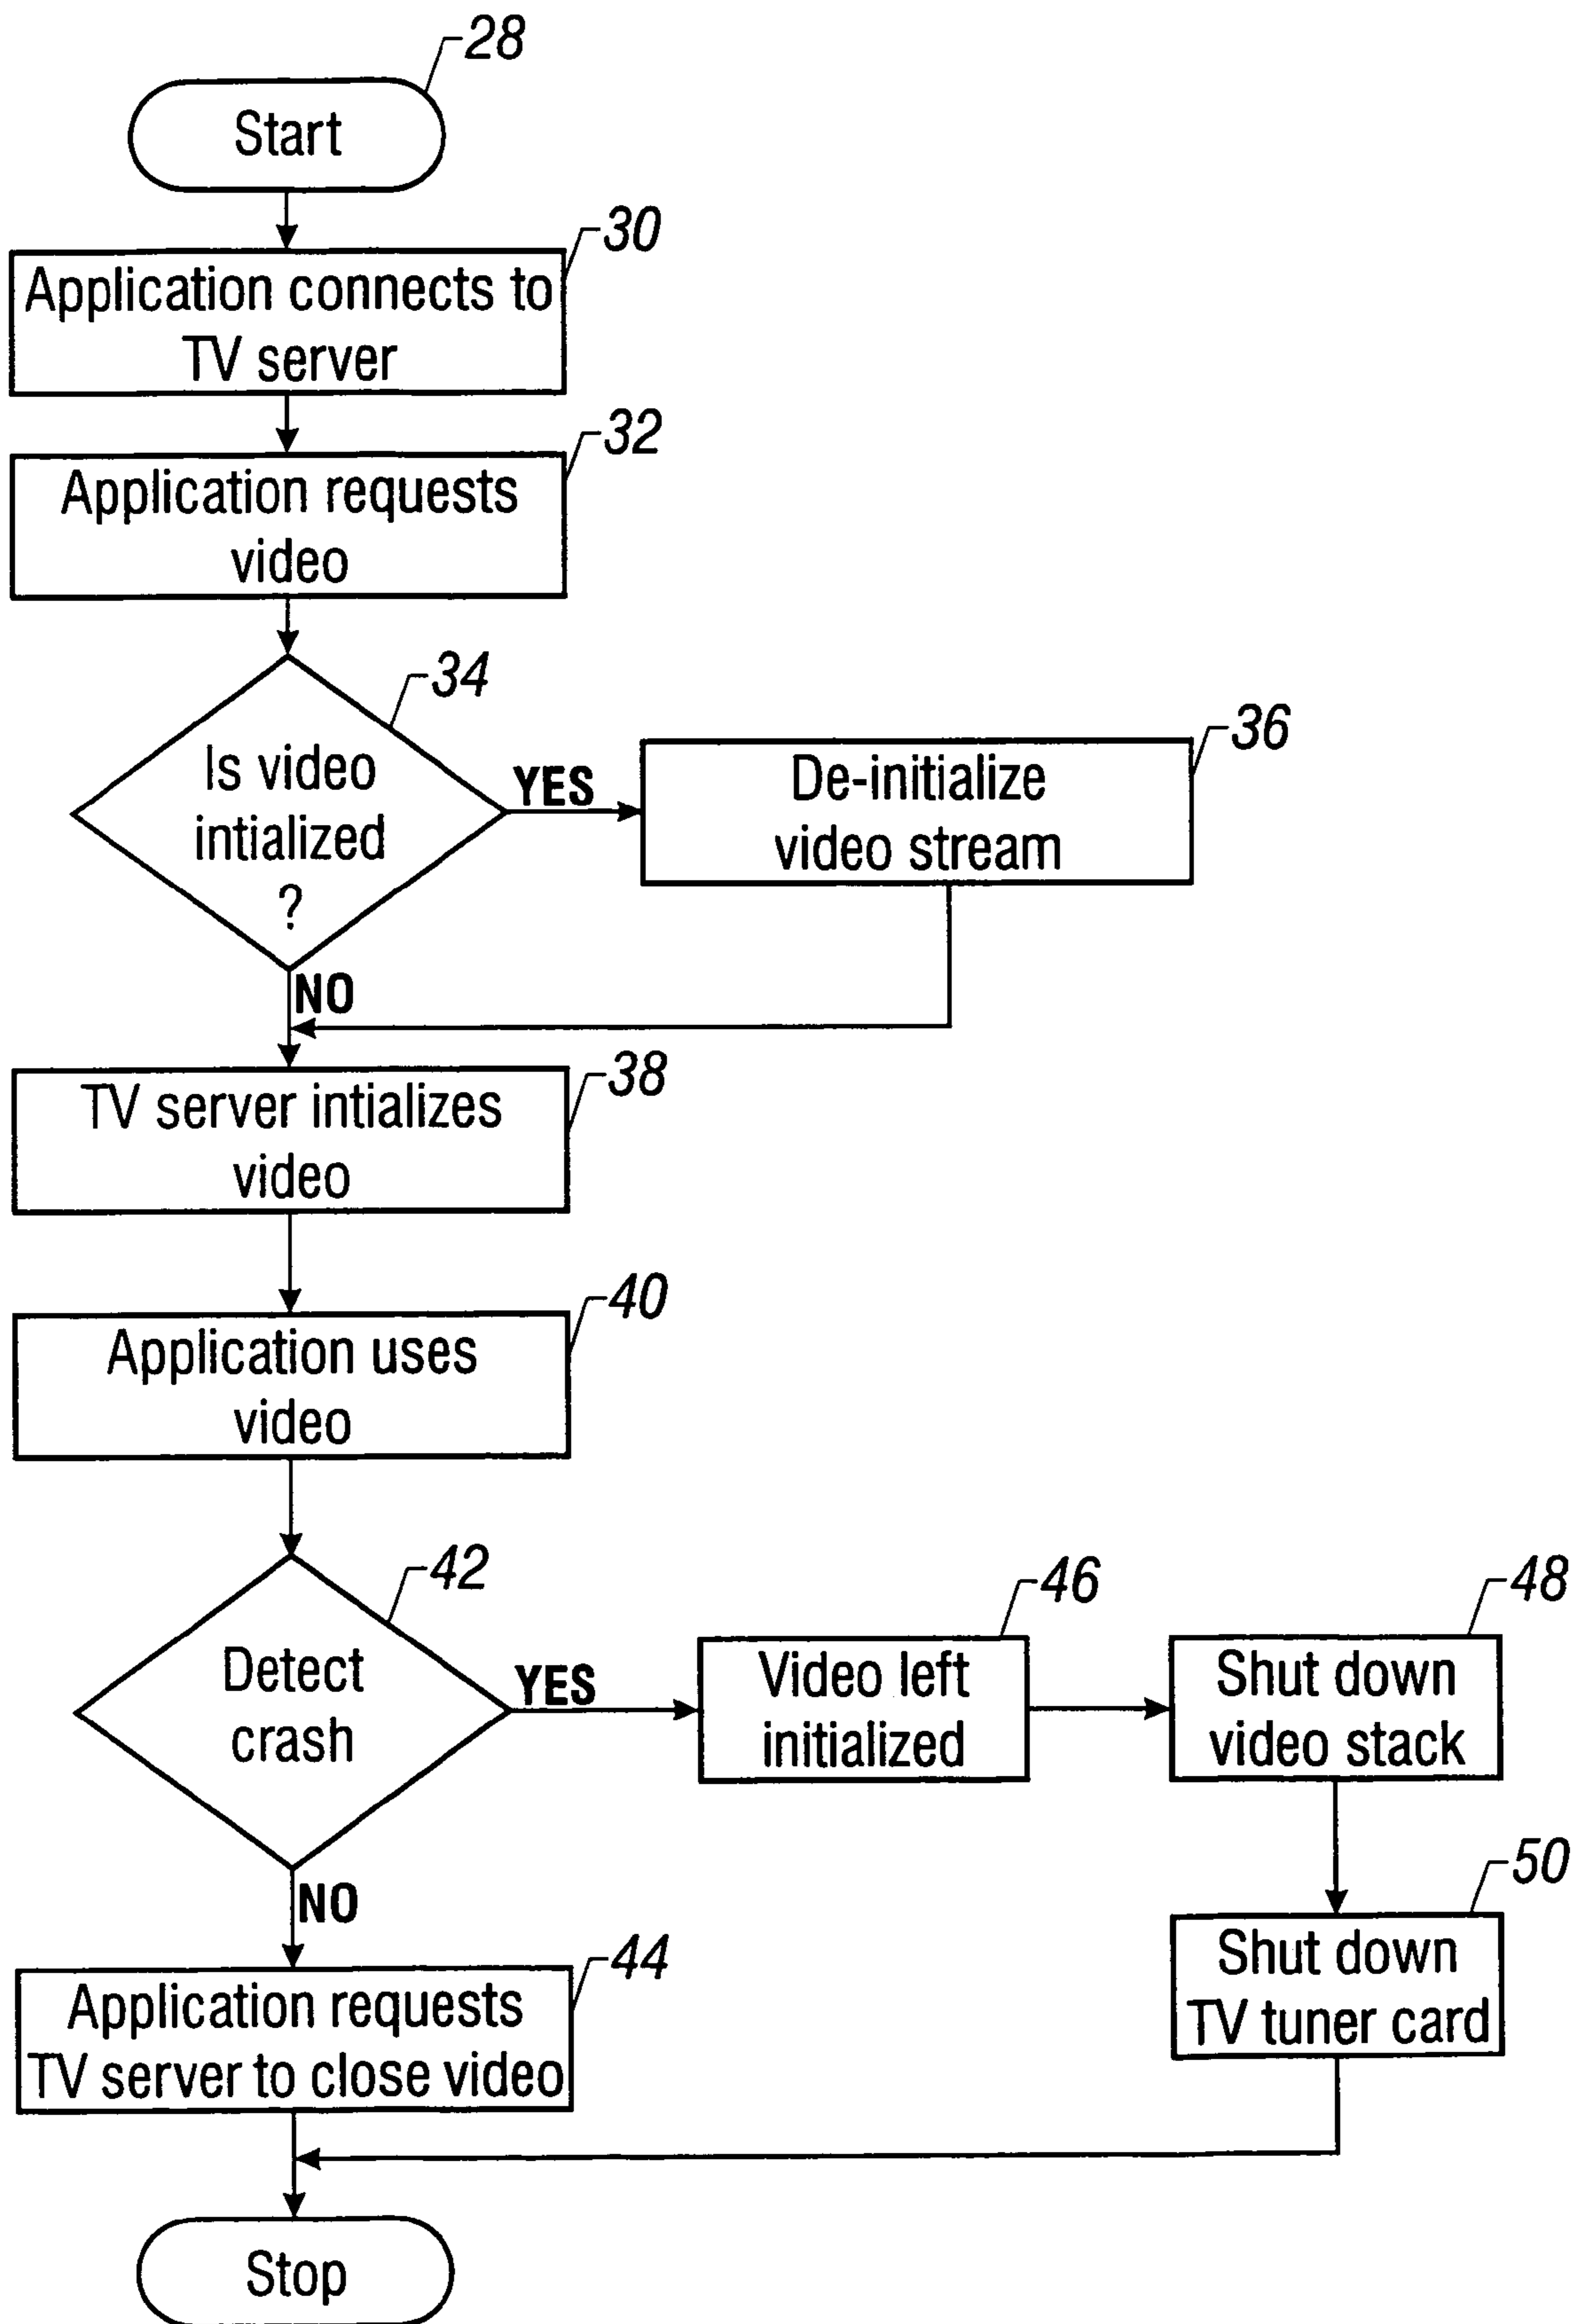 28
Start
30
Application connects to
TV server
32
Application requests
video
34
Is video
intialized
?
YES
36
De-initialize
video stream
NO
38
TV server intializes
video
40
Application uses
video
42
Detect
crash
YES
46
Video left
initialized
48
Shut down
video stack
50
Shut down
TV tuner card
NO
44
Application requests
TV server to close video
Stop